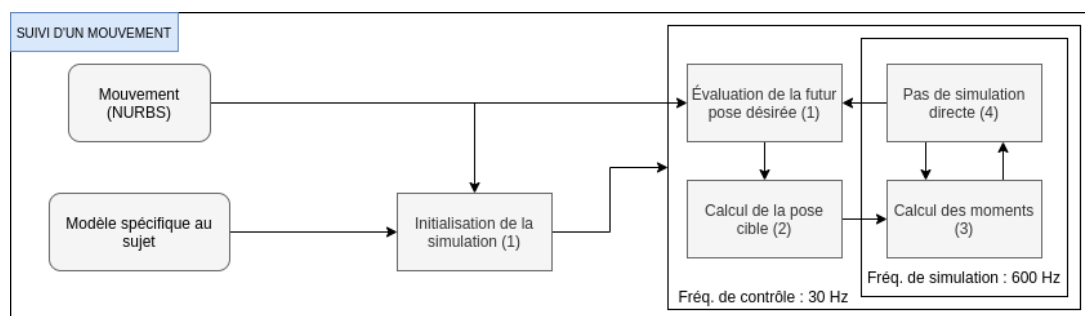 SUIVI D'UN MOUVEMENT
Mouvement
(NURBS)
Évaluation de la futur
pose désirée (1)
Pas de simulation
directe (4)
Modèle spécifique au
sujet
Initialisation de la
simulation (1)
Calcul de la pose
cible (2)
Calcul des moments
(3)
Fréq. de simulation : 600 Hz
Fréq. de contrôle : 30 Hz